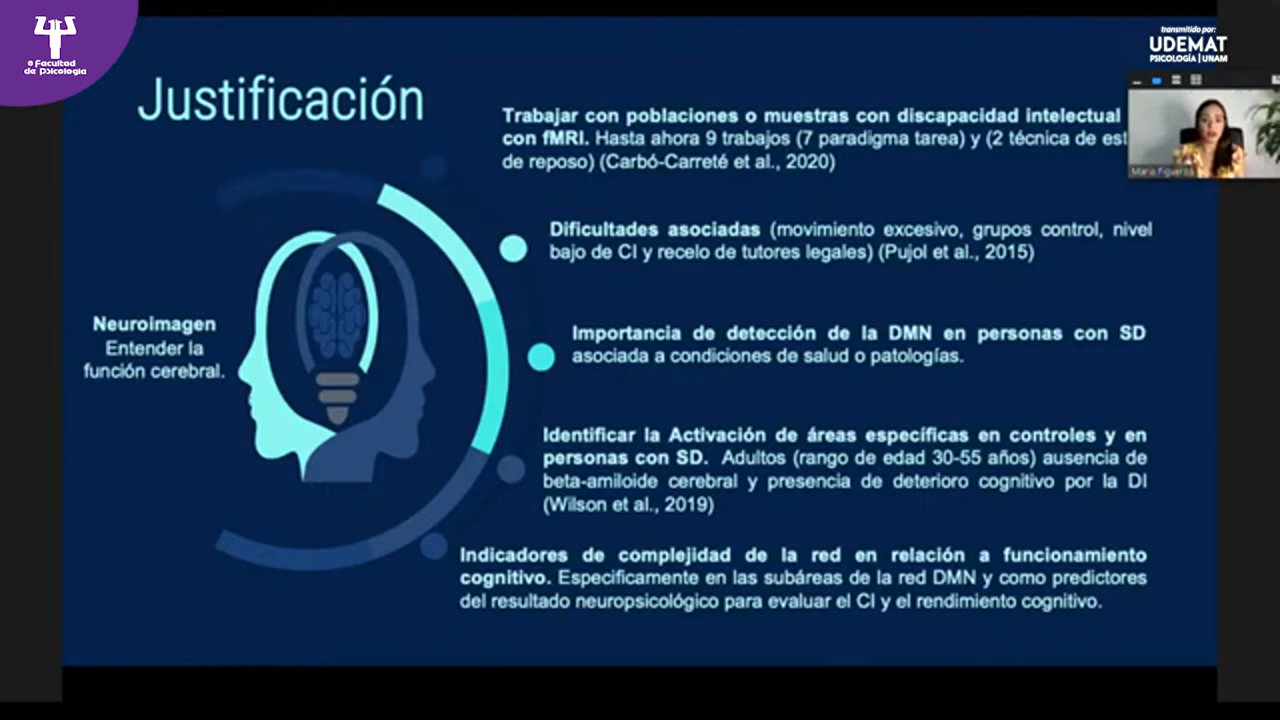 Facultad
de Psicología
transmitido por:
UDEMAT
PSICOLOGÍA | UNAM
Justificación
Trabajar con poblaciones o muestras con discapacidad intelectual
con fMRI. Hasta ahora 9 trabajos (7 paradigma tarea) y (2 técnica de
de reposo) (Carbó-Carreté et al., 2020)
Dificultades asociadas (movimiento excesivo, grupos control, nivel
bajo de CI y recelo de tutores legales) (Pujol et al., 2015)
Importancia de detección de la DMN en personas con SD
asociada a condiciones de salud o patologías.
Neuroimagen
Entender la
función cerebral.
Identificar la Activación de áreas específicas en controles y en
personas con SD. Adultos (rango de edad 30-55 años) ausencia de
beta-amiloide cerebral y presencia de deterioro cognitivo por la DI
(Wilson et al., 2019)
Indicadores de complejidad de la red en relación a funcionamiento
cognitivo. Especificamente en las subáreas de la red DMN y como predictores
del resultado neuropsicológico para evaluar el CI y el rendimiento cognitivo.